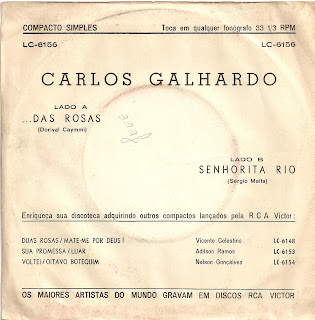 COMPACTO SIMPLES Toca em qualquer fonógrafo 33 1/3 RPM
LC-6156 LC-6156
CARLOS GALHARDO
LADO A
...DAS ROSAS
(Dorival Caymmi)
LADO B
SENHORITA RIO
(Sergio Malta)
Enriqueca sua discoteca adquirindo outros compactos lançados pela RCA Victor:
DUAS ROSAS/MATE-ME POR DEUS! Vicente Celestino LC-6148
SUA PROMESSA/LUAR Adilson Ramos LC-6153
VOLTEI/OITAVO BOTEQUIM Nelson Gonçalves LC-6154
OS MAIORES ARTISTAS DO MUNDO GRAVAM EM DISCOS RCA VICTOR